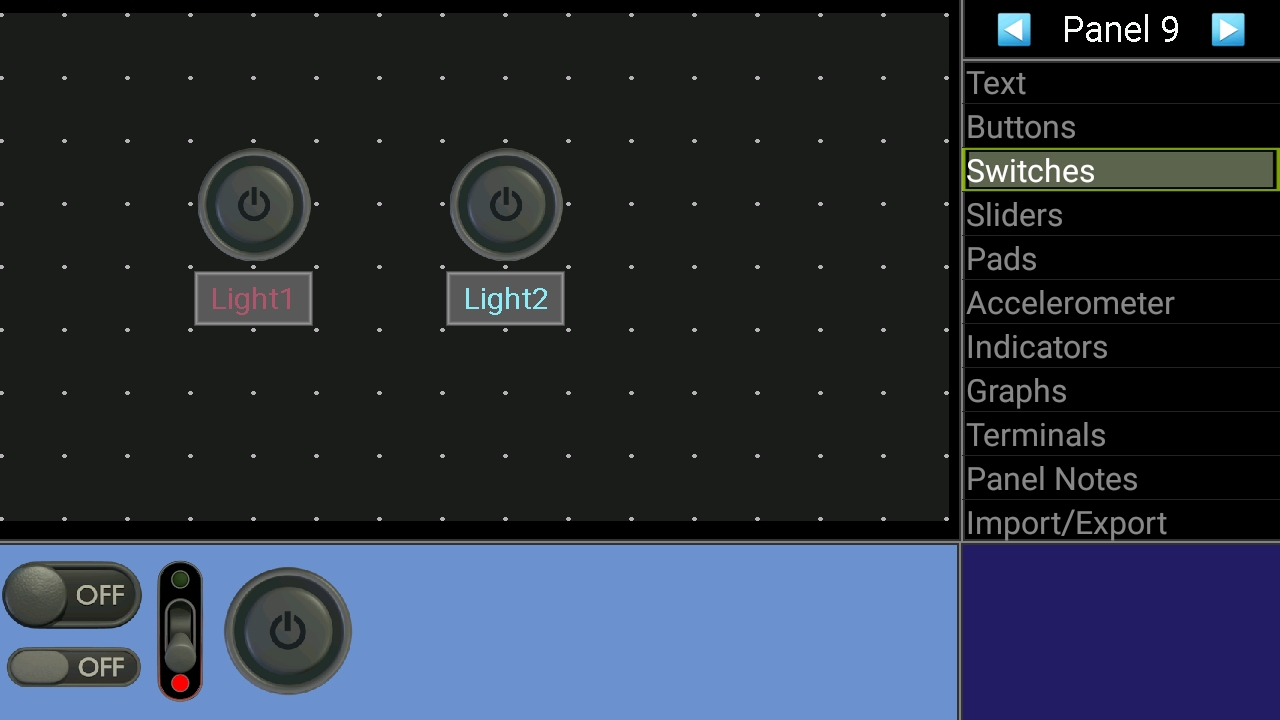 Panel 9
Text
Buttons
Switches
Sliders
Pads
Accelerometer
Indicators
Graphs
Terminals
Panel Notes
Import/Export
Light1
Light2
OFF
OFF